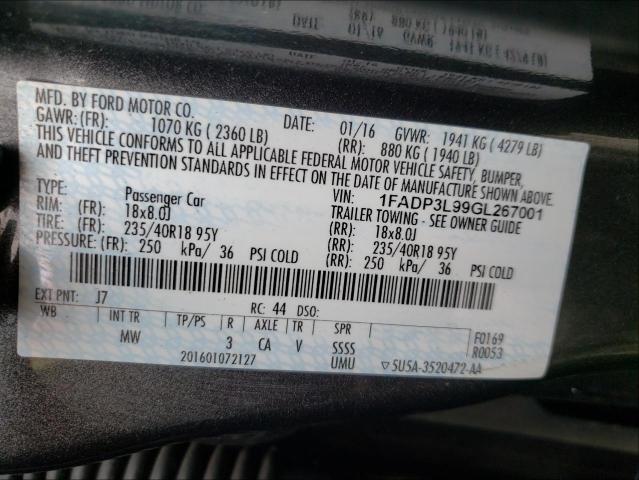 MFD. BY FORD MOTOR CO.
DATE: 01/16 GVWR: 1941 KG ( 4279 LB)
GAWR: (FR): 1070 KG ( 2360 LB) (RR): 880 KG ( 1940 LB)
THIS VEHICLE CONFORMS TO ALL APPLICABLE FEDERAL MOTOR VEHICLE SAFETY, BUMPER,
AND THEFT PREVENTION STANDARDS IN EFFECT ON THE DATE OF MANUFACTURE SHOWN ABOVE.
VIN: 1FADP3L99GL267001
TYPE: Passenger Car TRAILER TOWING - SEE OWNER GUIDE
RIM: (FR): 18x8.0J (RR): 18x8.0J
TIRE: (FR): 235/40R18 95Y (RR): 235/40R18 95Y
PRESSURE: (FR): 250 kPa/ 36 PSI COLD (RR): 250 kPa/ 36 PSI COLD
EXT PNT: J7 RC: 44 DSO:
WB INT TR TP/PS R AXLE TR SPR F0169
MW 3 CA V SSSS R0053
201601072127 UMU ▽5U5A-3520472-AA